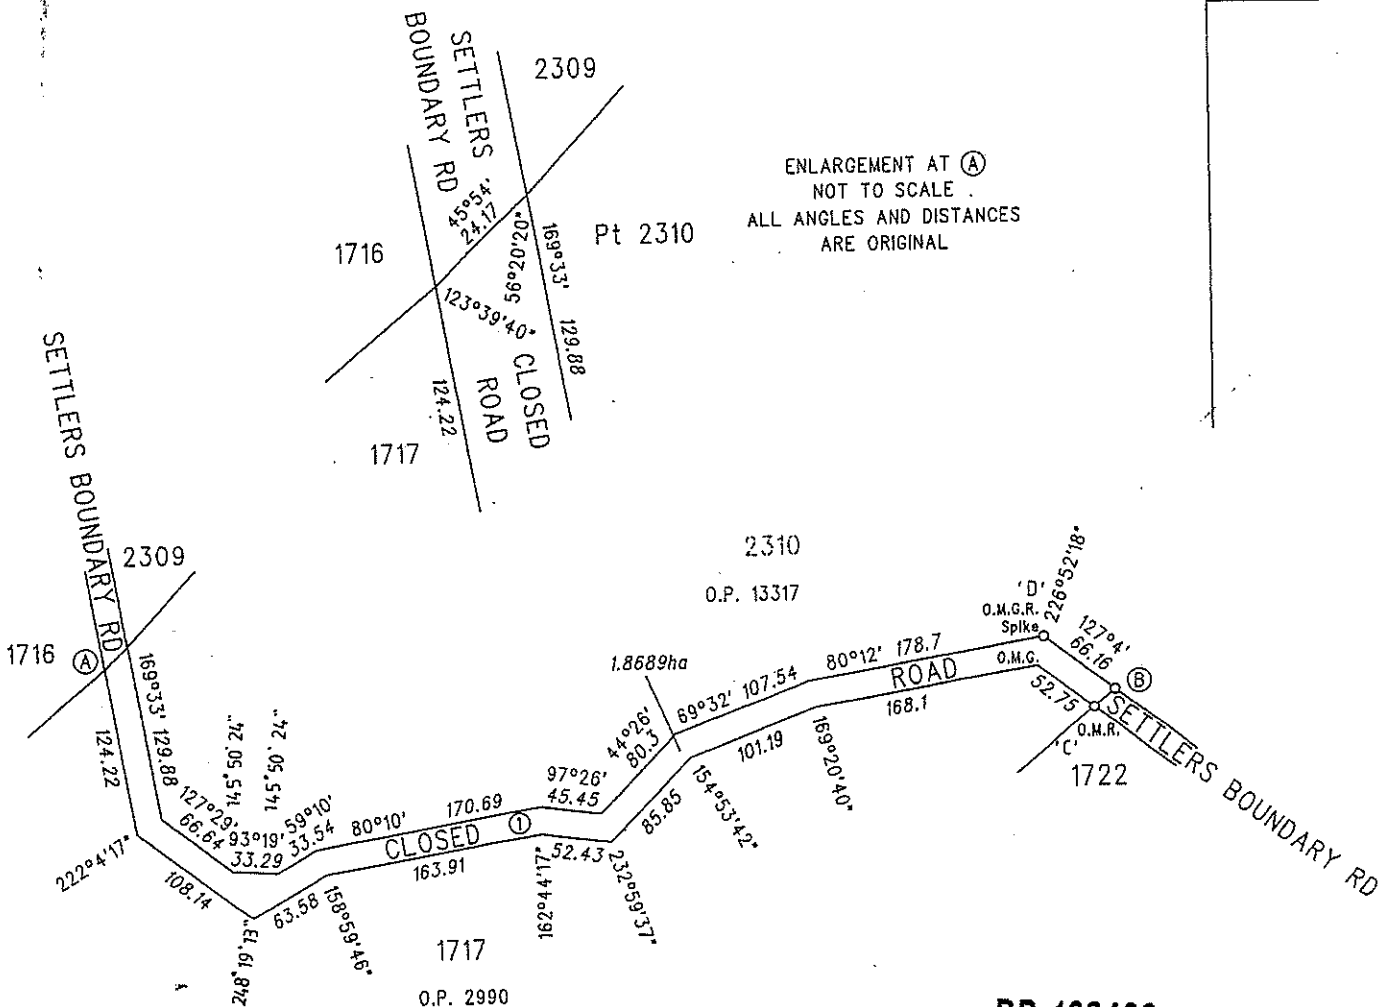 SETTLERS
BOUNDARY RD
2309
45°54'
24.17
1716
56°20'20"
169°33'
129.88
Pt 2310
123°39'40"
CLOSED
ROAD
124.22
1717
ENLARGEMENT AT Ⓐ
NOT TO SCALE .
ALL ANGLES AND DISTANCES
ARE ORIGINAL
SETTLERS BOUNDARY RD
2309
1716
Ⓐ
169°33' 129.88
124.22
222°4'17"
127°29'
66.64
145° 50' 24"
93°19'
33.29
145° 50' 24"
59°10'
33.54
108.14
248° 19' 13"
63.58
158°59'46"
80°10' 170.69
CLOSED ①
163.91
1717
O.P. 2990
162°44'17"
97°26'
45.45
52.43
232°59'37"
44°26'
80.3
85.85
1.8689ha
154°53'42"
69°32' 107.54
101.19
169°20'40"
2310
O.P. 13317
80°12' 178.7
ROAD
168.1
'D'
O.M.G.R.
Spike
O.M.G.
226°52'18"
127°4'
66.16
Ⓑ
52.75
O.M.R.
'C'
1722
SETTLERS BOUNDARY RD